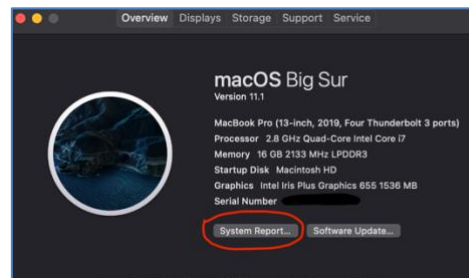 Overview Displays Storage Support Service
macOS Big Sur
Version 11.1
MacBook Pro (13-inch, 2019, Four Thunderbolt 3 ports)
Processor 2.8 GHz Quad-Core Intel Core i7
Memory 16 GB 2133 MHz LPDDR3
Startup Disk Macintosh HD
Graphics Intel Iris Plus Graphics 655 1536 MB
Serial Number
System Report... Software Update...